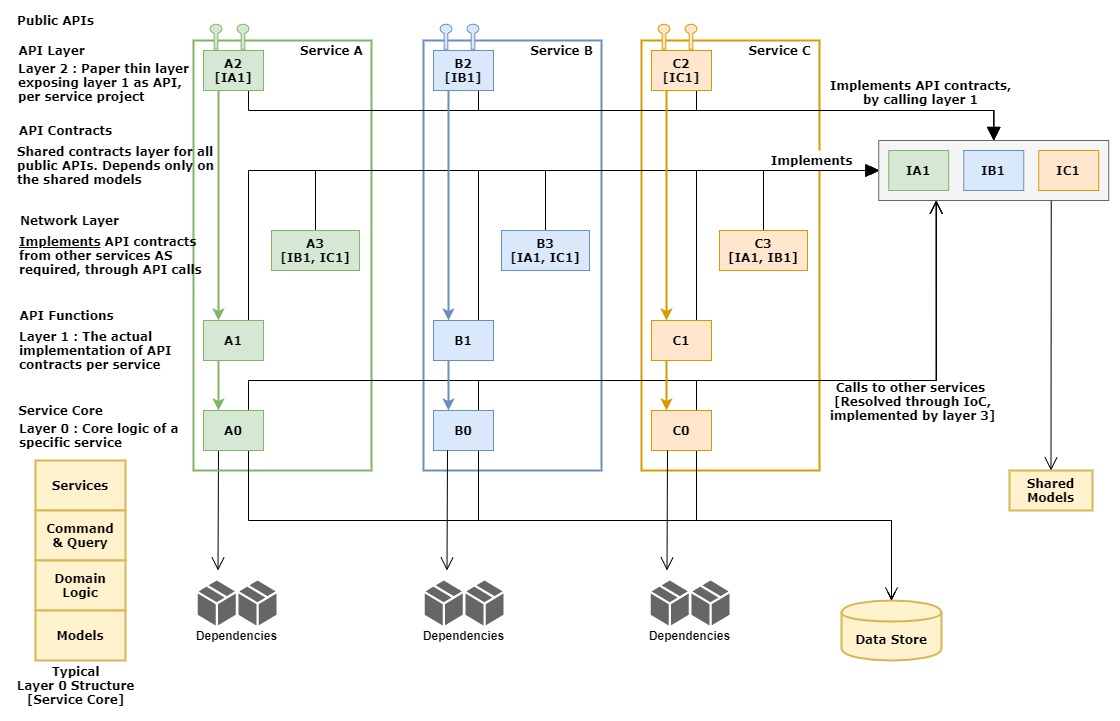 Public APIs
API Layer
Layer 2 : Paper thin layer
exposing layer 1 as API,
per service project
API Contracts
Shared contracts layer for all
public APIs. Depends only on
the shared models
Network Layer
Implements API contracts
from other services AS
required, through API calls
API Functions
Layer 1 : The actual
implementation of API
contracts per service
Service Core
Layer 0 : Core logic of a
specific service
Services
Command
& Query
Domain
Logic
Models
Typical
Layer 0 Structure
[Service Core]
Service A
A2
[IA1]
A3
[IB1, IC1]
A1
A0
Dependencies
Service B
B2
[IB1]
B3
[IA1, IC1]
B1
B0
Dependencies
Service C
C2
[IC1]
C3
[IA1, IB1]
C1
C0
Dependencies
Implements API contracts,
by calling layer 1
Implements
IA1
IB1
IC1
Calls to other services
[Resolved through IoC,
implemented by layer 3]
Shared
Models
Data Store